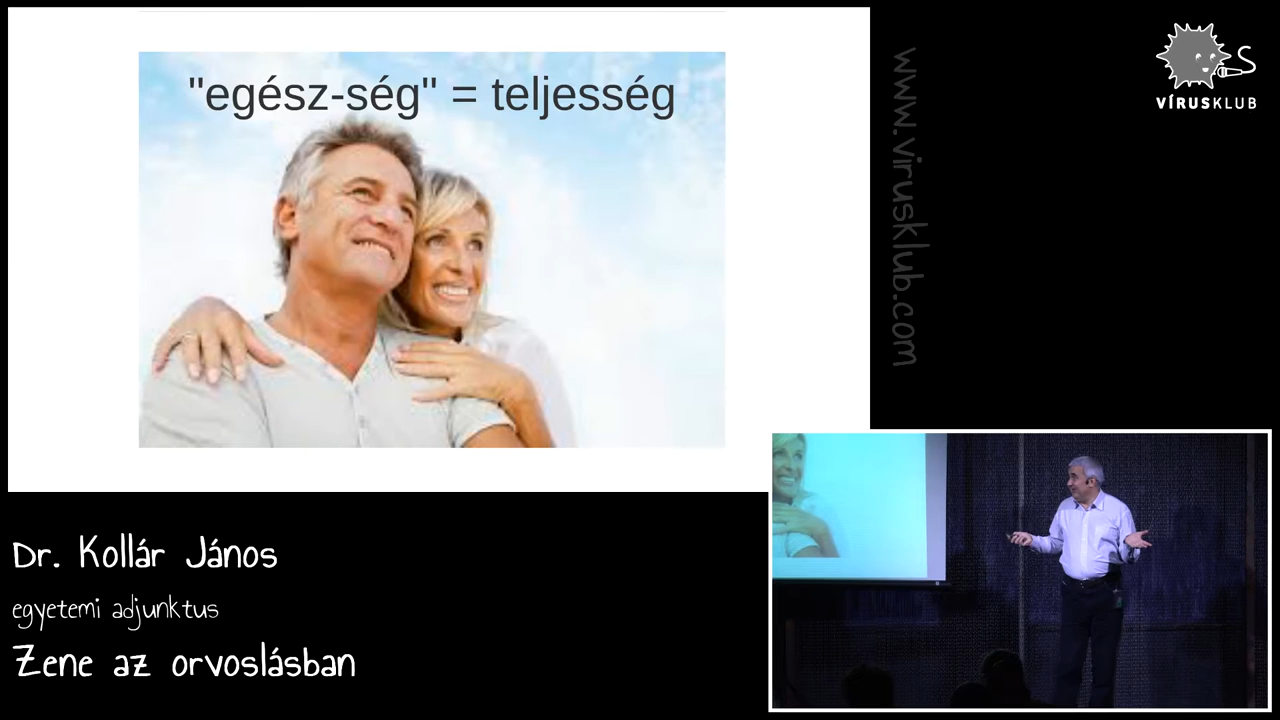 "egész-ség" = teljesség
www.virusklub.com
VÍRUSKLUB
Dr. Kollár János
egyetemi adjunktus
Zene az orvoslásban